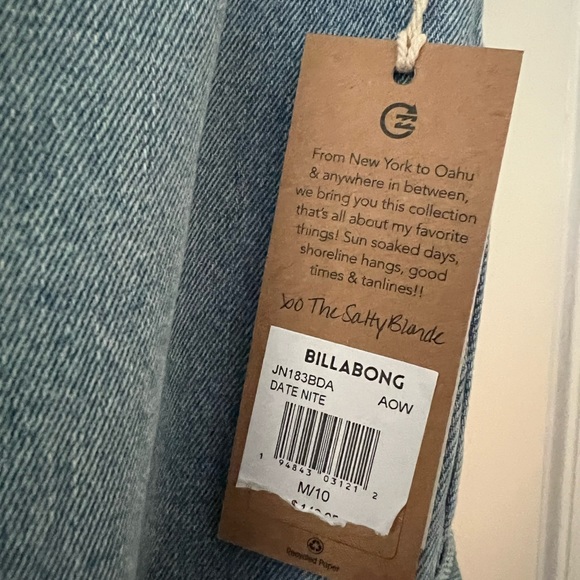 From New York to Oahu
& anywhere in between,
we bring you this collection
that's all about my favorite
things! Sun soaked days,
shoreline hangs, good
times & tanlines!!
xo The Salty Blonde
BILLABONG
JN183BDA
DATE NITE AOW
1 94843 03121 2
M/10
Recycled Paper